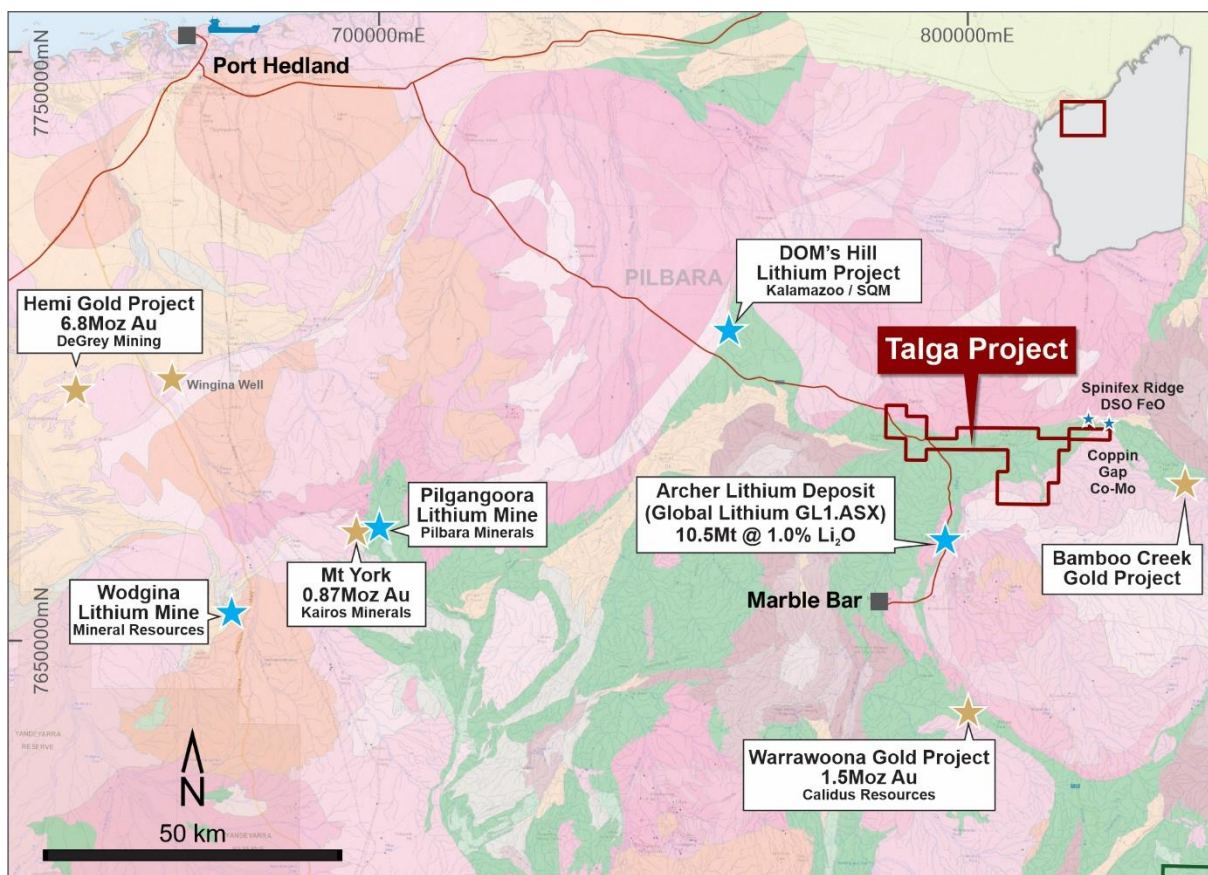 700000mE
800000mE
7750000mN
7650000mN
Port Hedland
PILBARA
DOM's Hill
Lithium Project
Kalamazoo / SQM
Hemi Gold Project
6.8Moz Au
DeGrey Mining
Wingina Well
Talga Project
Spinifex Ridge
DSO FeO
Coppin
Gap
Co-Mo
Pilgangoora
Lithium Mine
Pilbara Minerals
Archer Lithium Deposit
(Global Lithium GL1.ASX)
10.5Mt @ 1.0% Li₂O
Bamboo Creek
Gold Project
Mt York
0.87Moz Au
Kairos Minerals
Wodgina
Lithium Mine
Mineral Resources
Marble Bar
Warrawoona Gold Project
1.5Moz Au
Calidus Resources
YANDEYARRA
RESERVE
N
50 km